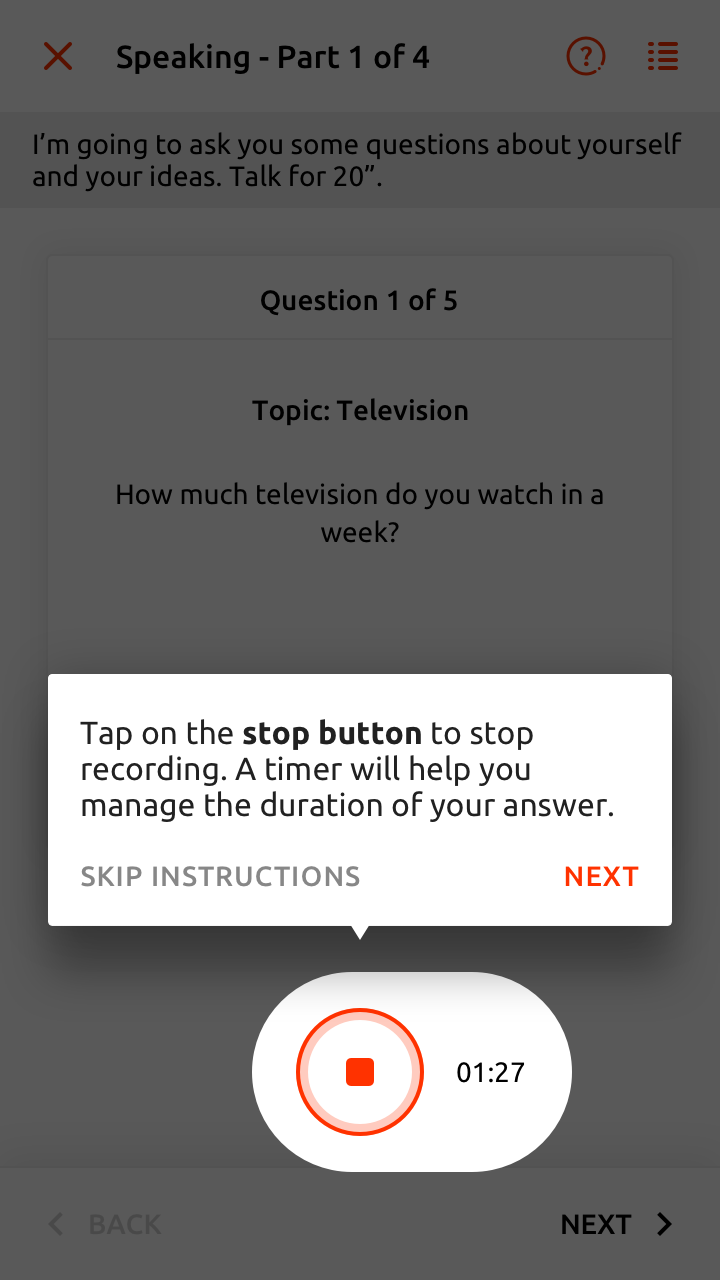 Speaking - Part 1 of 4
?
I’m going to ask you some questions about yourself
and your ideas. Talk for 20”.
Question 1 of 5
Topic: Television
How much television do you watch in a
week?
Tap on the stop button to stop
recording. A timer will help you
manage the duration of your answer.
SKIP INSTRUCTIONS NEXT
01:27
BACK NEXT